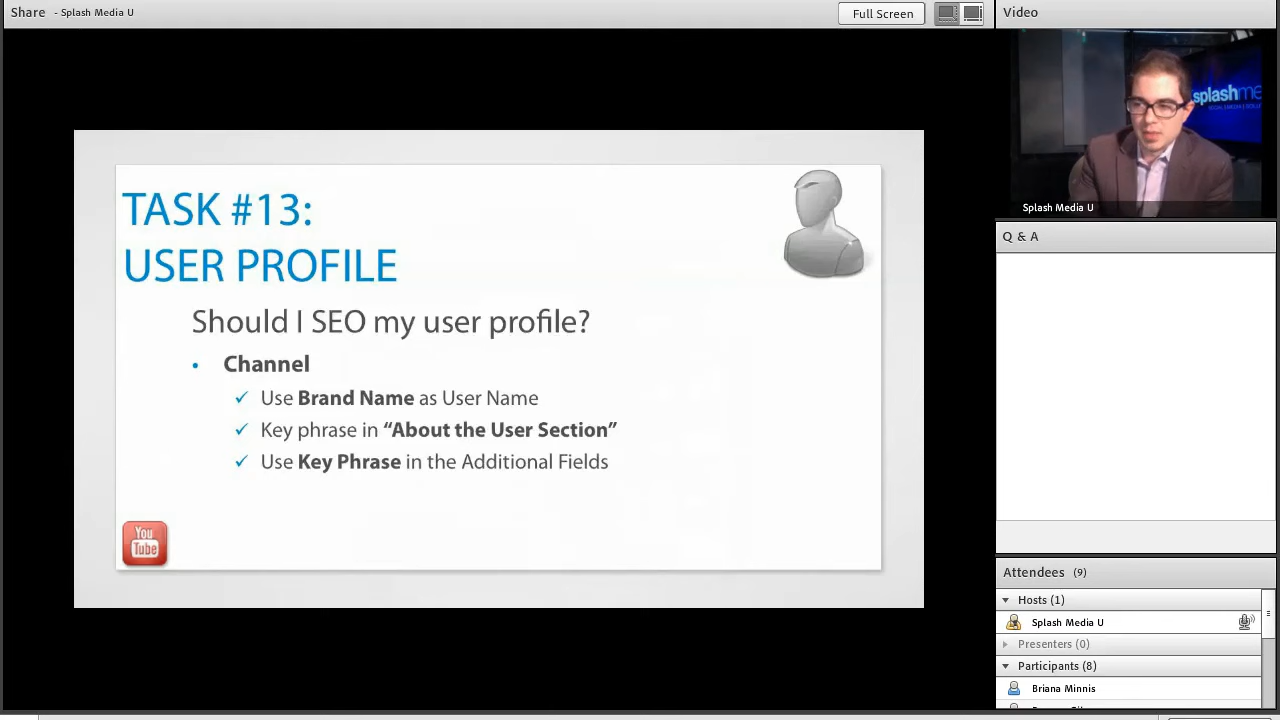 Share - Splash Media U
Full Screen
Video
TASK #13:
USER PROFILE
Should I SEO my user profile?
• Channel
✓ Use Brand Name as User Name
✓ Key phrase in “About the User Section”
✓ Use Key Phrase in the Additional Fields
You
Tube
splashme
Splash Media U
Q & A
Attendees (9)
Hosts (1)
Splash Media U
Presenters (0)
Participants (8)
Briana Minnis